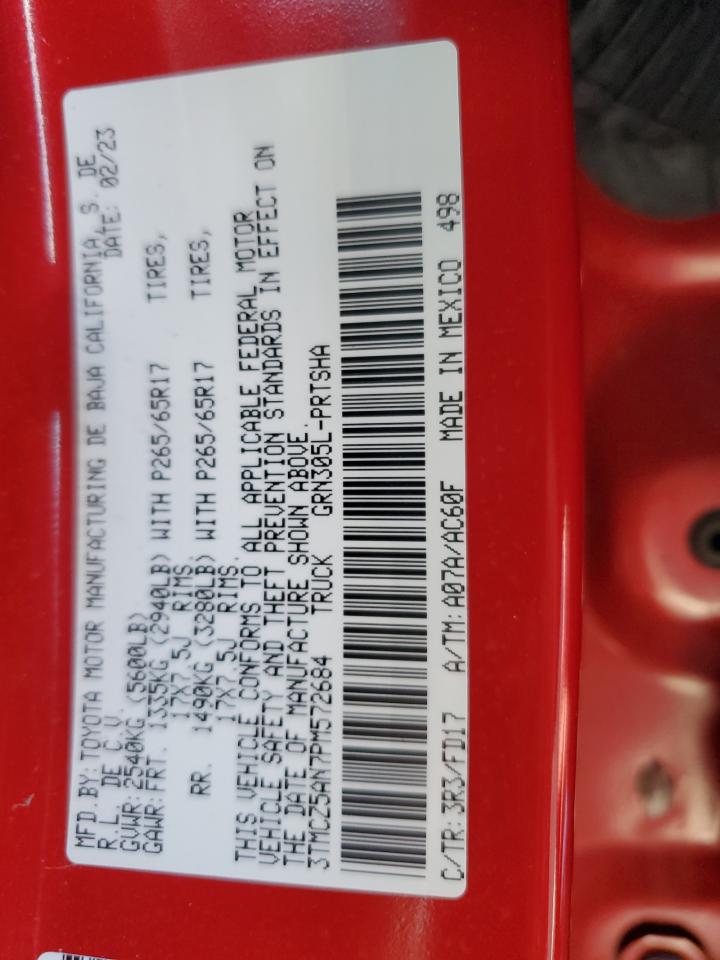 MFD.BY:TOYOTA MOTOR MANUFACTURING DE BAJA CALIFORNIA,S. DE
R.L. DE C.V. DATE: 02/23
GVWR:2540KG (5600LB)
GAWR:FRT. 1335KG (2940LB) WITH P265/65R17 TIRES,
17X7.5J RIMS.
RR. 1490KG (3280LB) WITH P265/65R17 TIRES,
17X7.5J RIMS.
THIS VEHICLE CONFORMS TO ALL APPLICABLE FEDERAL MOTOR
VEHICLE SAFETY AND THEFT PREVENTION STANDARDS IN EFFECT ON
THE DATE OF MANUFACTURE SHOWN ABOVE.
3TMCZ5AN7PM572684 TRUCK GRN305L-PRTSHA
C/TR:3R3/FD17 A/TM:A07A/AC60F MADE IN MEXICO 498